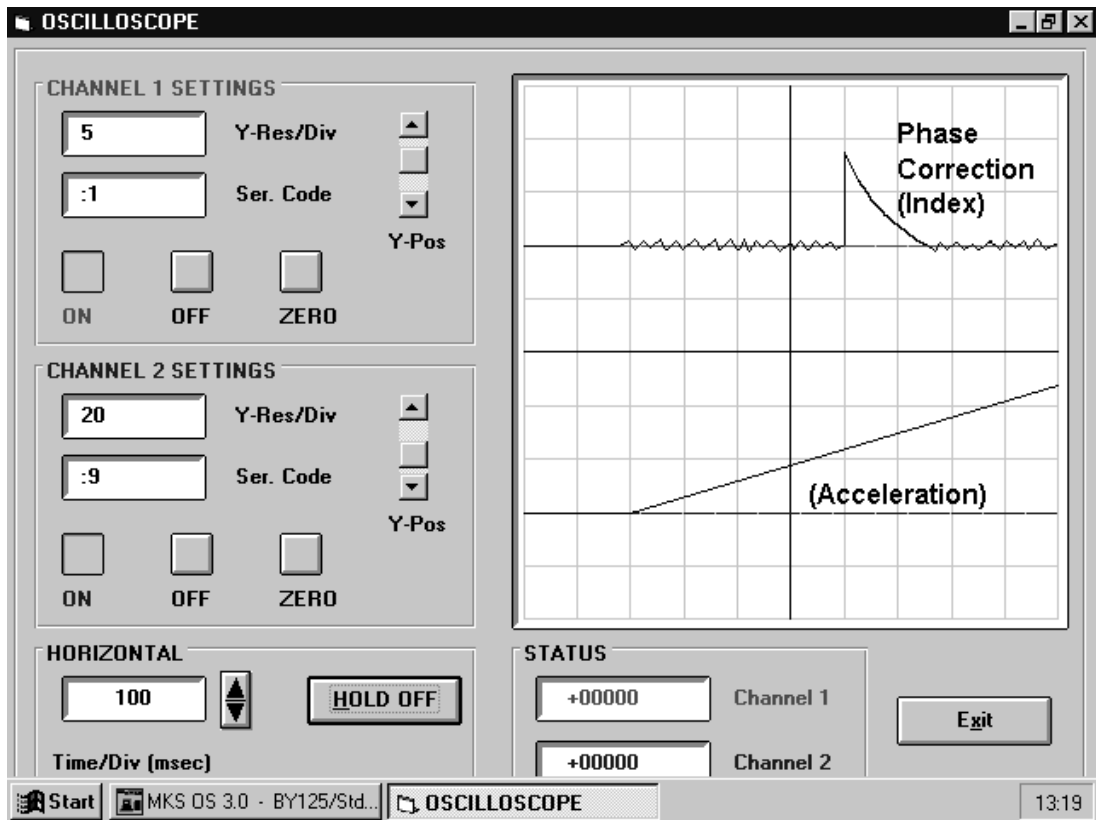 OSCILLOSCOPE
CHANNEL 1 SETTINGS
5 Y-Res/Div
:1 Ser. Code
Y-Pos
ON OFF ZERO
CHANNEL 2 SETTINGS
20 Y-Res/Div
:9 Ser. Code
Y-Pos
ON OFF ZERO
HORIZONTAL
100 HOLD OFF
Time/Div (msec)
Phase
Correction
(Index)
(Acceleration)
STATUS
+00000 Channel 1
+00000 Channel 2
Exit
Start MKS OS 3.0 - BY125/Std... OSCILLOSCOPE 13:19